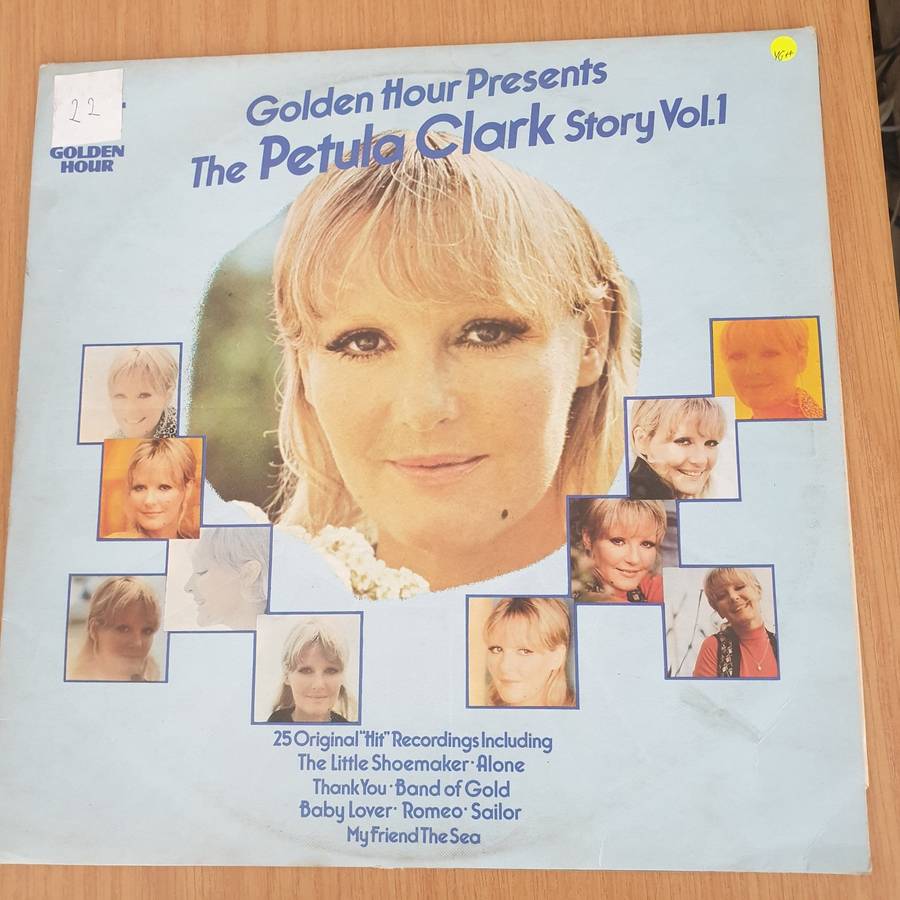 22
VG++
GOLDEN
HOUR
Golden Hour Presents
The Petula Clark Story Vol.1
25 Original "Hit" Recordings Including
The Little Shoemaker·Alone
Thank You·Band of Gold
Baby Lover· Romeo· Sailor
My Friend The Sea